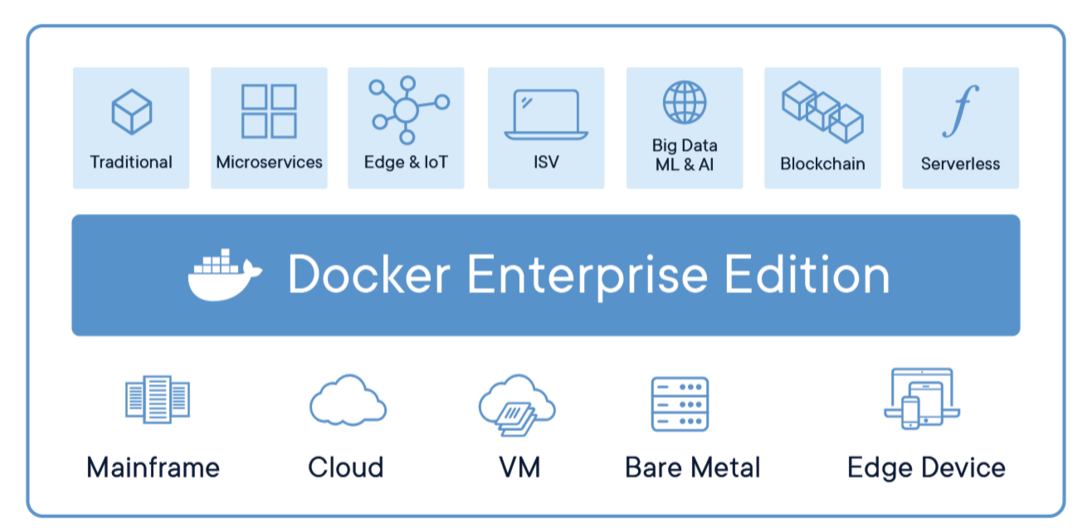 Traditional
Microservices
Edge & IoT
ISV
Big Data
ML & AI
Blockchain
f
Serverless
Docker Enterprise Edition
Mainframe
Cloud
VM
Bare Metal
Edge Device